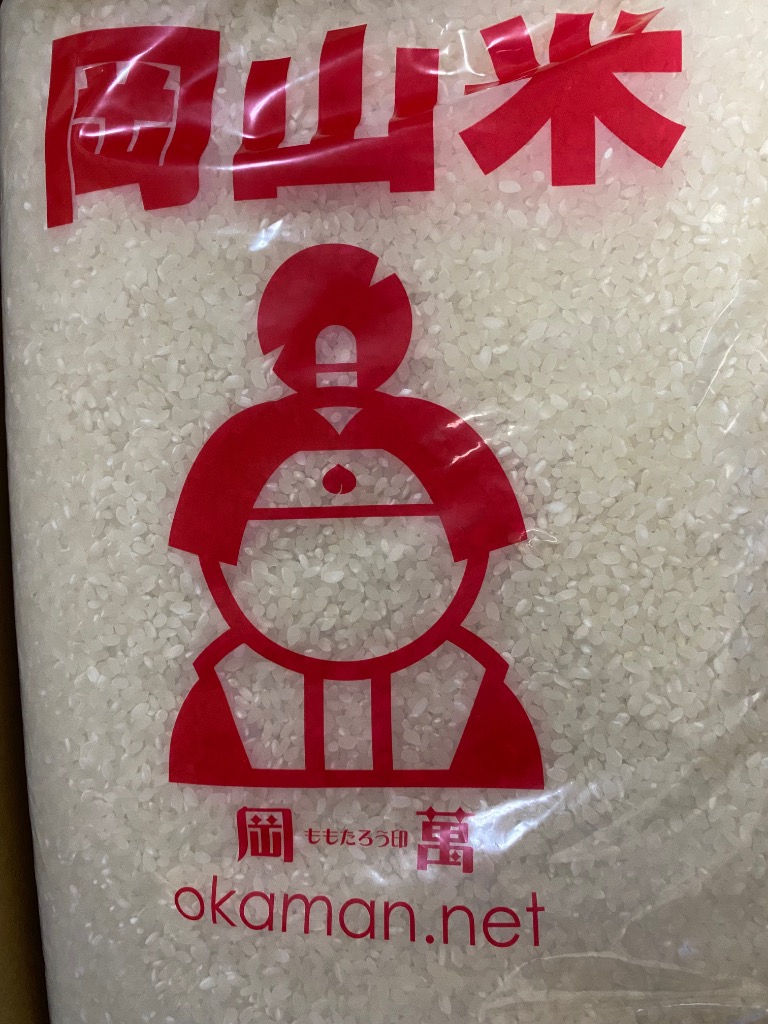 岡山米
岡 ももたろう印 萬
okaman.net